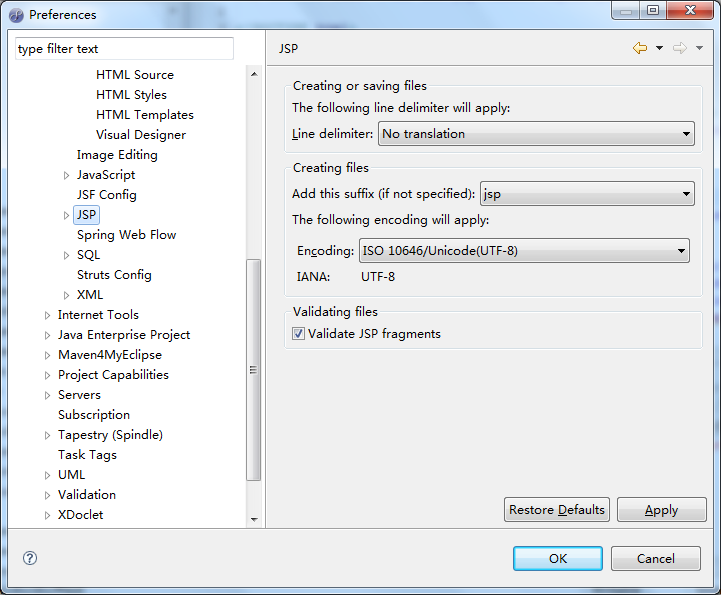 Preferences
type filter text
HTML Source
HTML Styles
HTML Templates
Visual Designer
Image Editing
JavaScript
JSF Config
JSP
Spring Web Flow
SQL
Struts Config
XML
Internet Tools
Java Enterprise Project
Maven4MyEclipse
Project Capabilities
Servers
Subscription
Tapestry (Spindle)
Task Tags
UML
Validation
XDoclet
JSP
Creating or saving files
The following line delimiter will apply:
Line delimiter: No translation
Creating files
Add this suffix (if not specified): jsp
The following encoding will apply:
Encoding: ISO 10646/Unicode(UTF-8)
IANA: UTF-8
Validating files
Validate JSP fragments
Restore Defaults Apply
OK Cancel